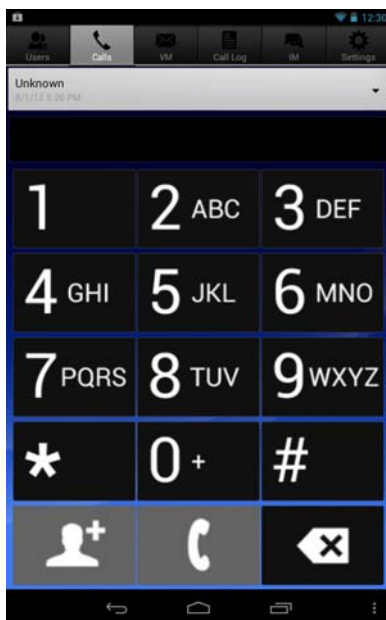 12:30
Users Calls VM Call Log IM Settings
Unknown
8/1/12 5:26 PM
1 2 ABC 3 DEF
4 GHI 5 JKL 6 MNO
7 PQRS 8 TUV 9 WXYZ
* 0 + #